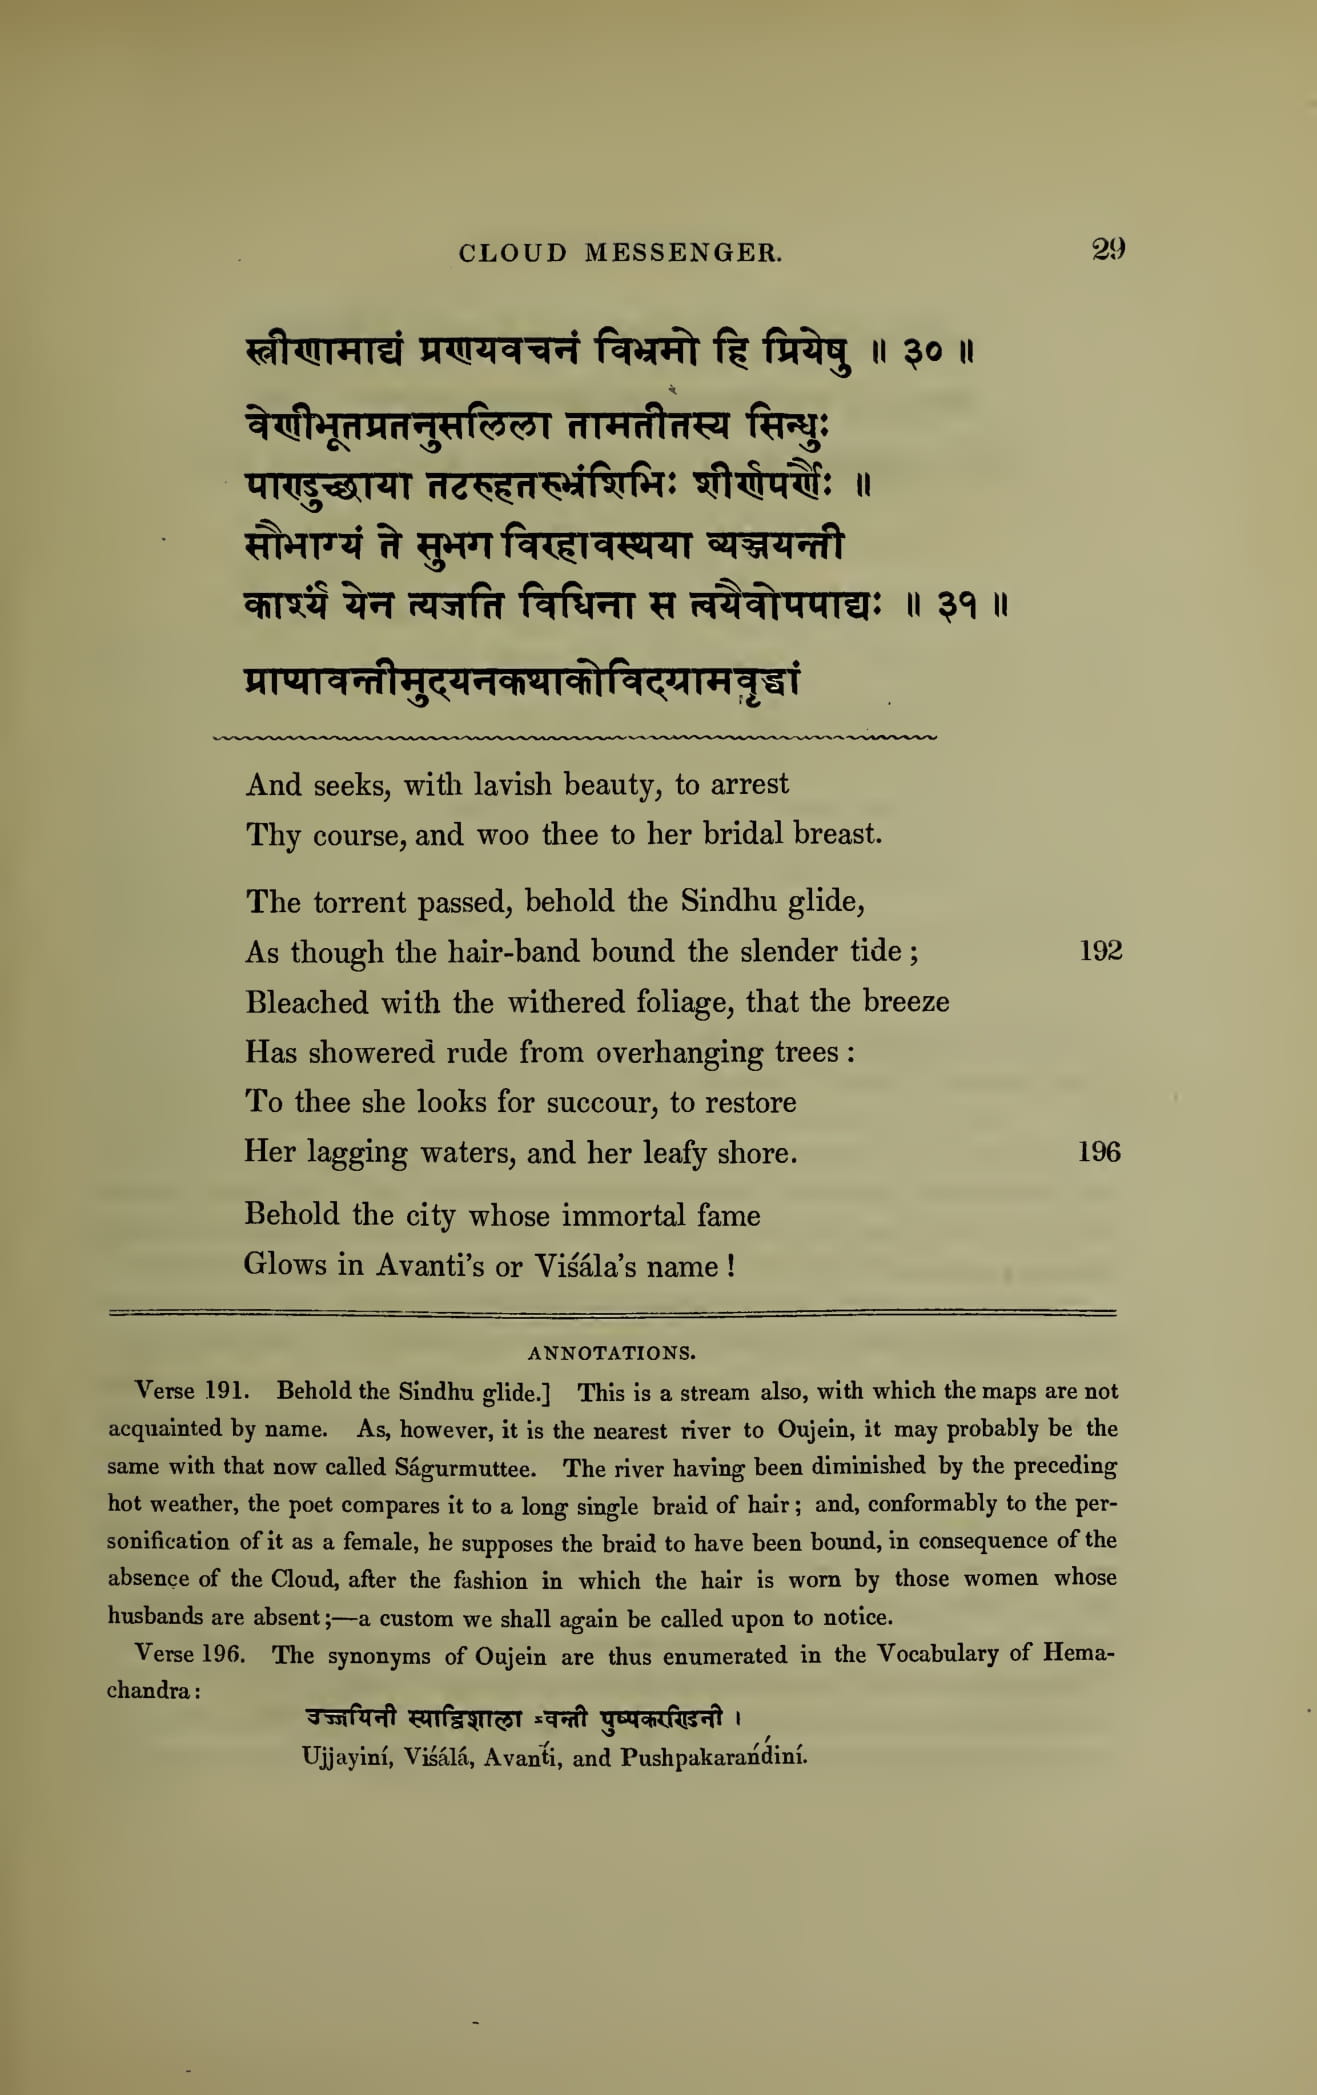 CLOUD MESSENGER. 29
स्त्रीणामाद्यं प्रणयवचनं विभ्रमो हि प्रियेषु ॥ ३० ॥
वेणीभूतप्रतनुसलिला तामतीतस्य सिन्धुः
पाण्डुच्छाया तटरुहतरुभ्रंशिभिः शीर्णपर्णैः ॥
सौभाग्यं ते सुभग विरहावस्थया व्यञ्जयन्ती
कार्श्यं येन त्यजति विधिना स त्वयैवोपपाद्यः ॥ ३१ ॥
प्राप्यावन्तीमुदयनकथाकोविदग्रामवृद्धां
And seeks, with lavish beauty, to arrest
Thy course, and woo thee to her bridal breast.
The torrent passed, behold the Sindhu glide,
As though the hair-band bound the slender tide; 192
Bleached with the withered foliage, that the breeze
Has showered rude from overhanging trees:
To thee she looks for succour, to restore
Her lagging waters, and her leafy shore. 196
Behold the city whose immortal fame
Glows in Avanti's or Viśála's name!
ANNOTATIONS.
Verse 191. Behold the Sindhu glide.] This is a stream also, with which the maps are not
acquainted by name. As, however, it is the nearest river to Oujein, it may probably be the
same with that now called Ságurmuttee. The river having been diminished by the preceding
hot weather, the poet compares it to a long single braid of hair; and, conformably to the per-
sonification of it as a female, he supposes the braid to have been bound, in consequence of the
absence of the Cloud, after the fashion in which the hair is worn by those women whose
husbands are absent;—a custom we shall again be called upon to notice.
Verse 196. The synonyms of Oujein are thus enumerated in the Vocabulary of Hema-
chandra:
उज्जयिनी स्याद्विशाला ऽवन्ती पुष्पकरण्डिनी ।
Ujjayiní, Viśálá, Avantí, and Pushpakarańdiní.